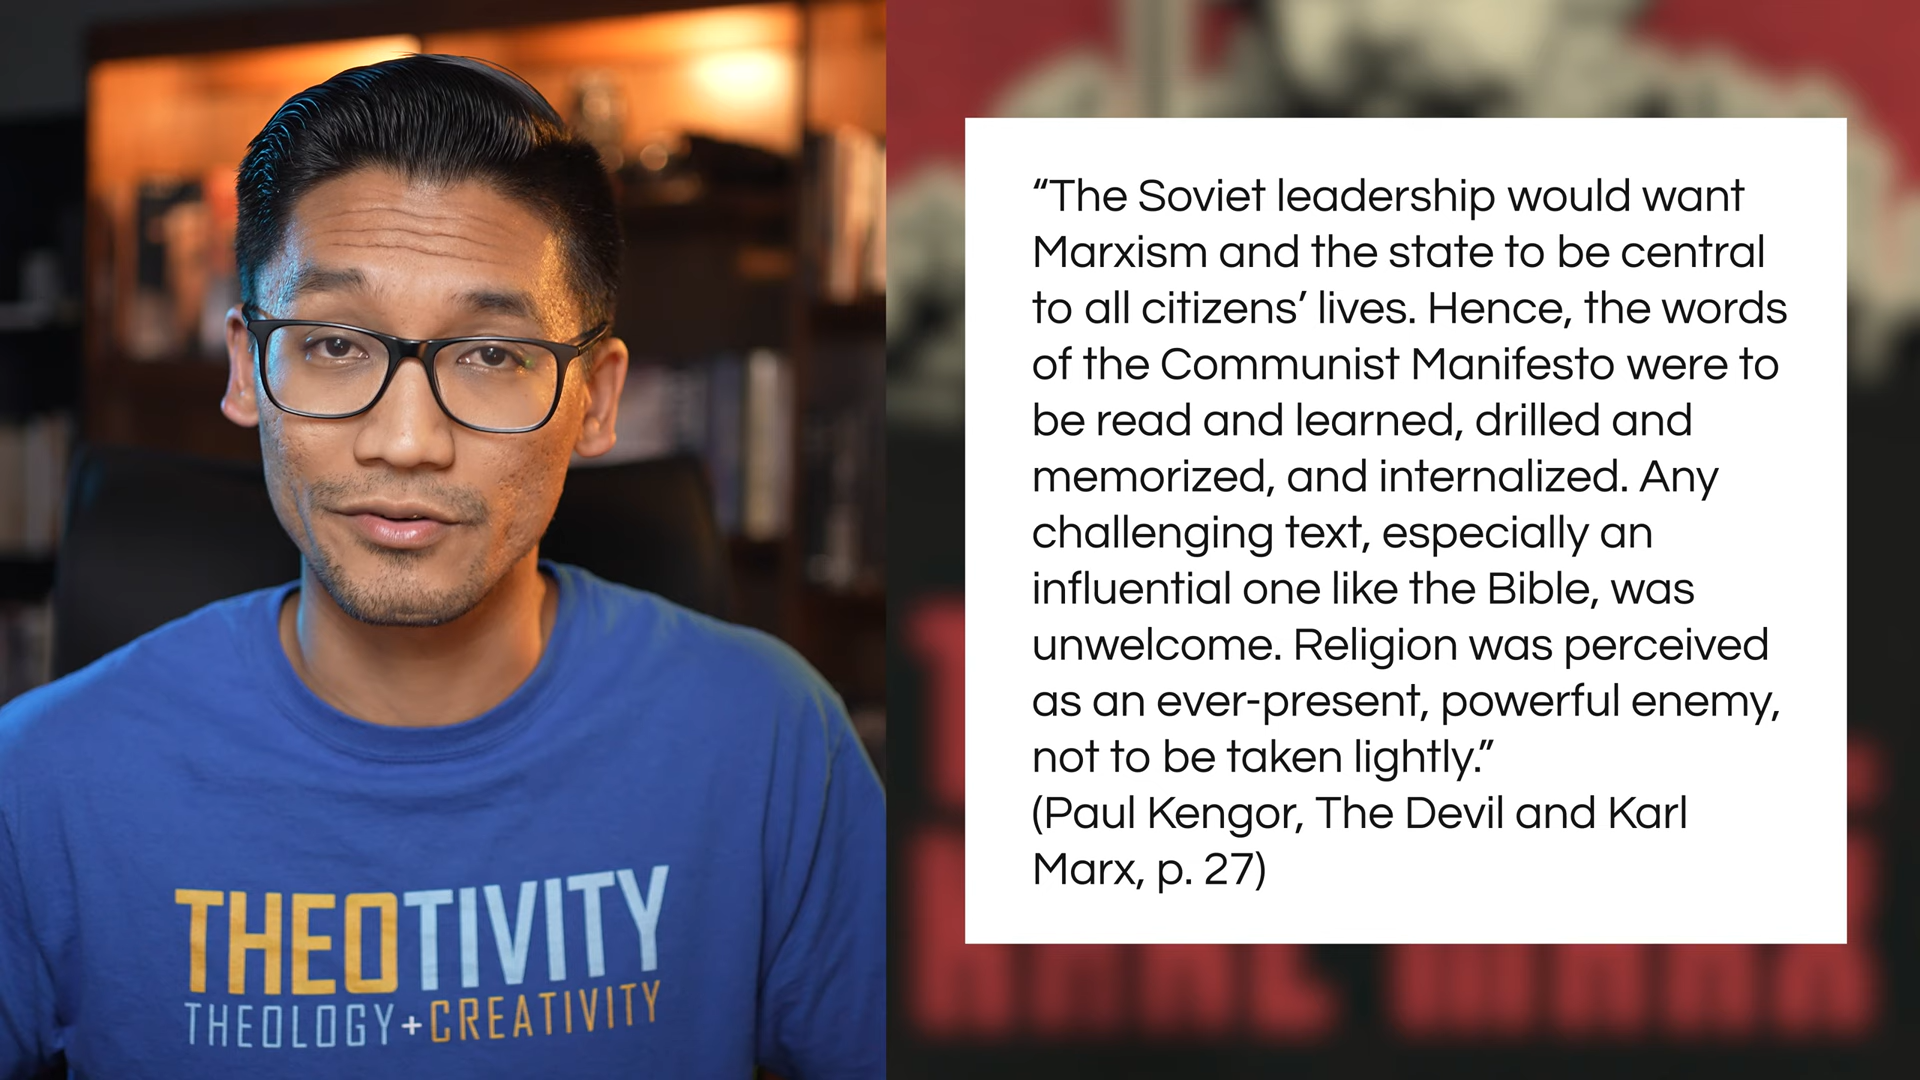 THEOTIVITY
THEOLOGY+CREATIVITY
“The Soviet leadership would want
Marxism and the state to be central
to all citizens’ lives. Hence, the words
of the Communist Manifesto were to
be read and learned, drilled and
memorized, and internalized. Any
challenging text, especially an
influential one like the Bible, was
unwelcome. Religion was perceived
as an ever-present, powerful enemy,
not to be taken lightly.”
(Paul Kengor, The Devil and Karl
Marx, p. 27)